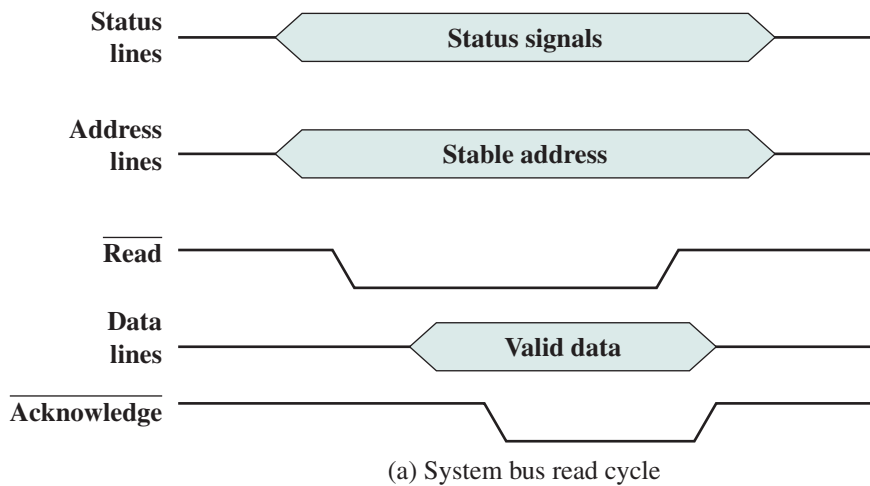 Status
lines
Status signals
Address
lines
Stable address
Read
Data
lines
Valid data
Acknowledge
(a) System bus read cycle